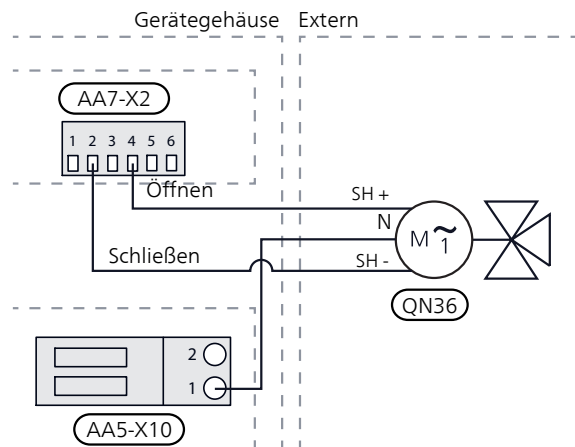 Gerätegehäuse Extern
AA7-X2
1 2 3 4 5 6
Öffnen
SH +
N
Schließen
SH -
M ~ 1
QN36
2
1
AA5-X10